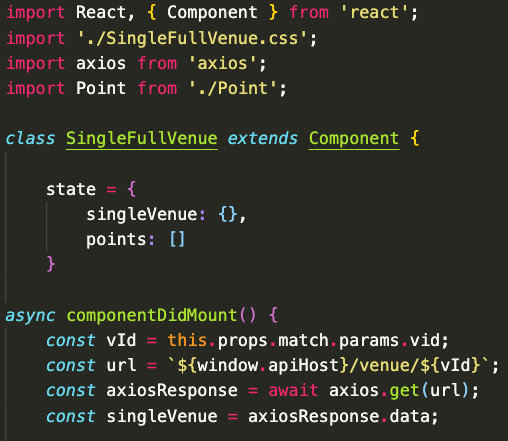 import React, { Component } from 'react';
import './SingleFullVenue.css';
import axios from 'axios';
import Point from './Point';
class SingleFullVenue extends Component {
state = {
singleVenue: {},
points: []
}
async componentDidMount() {
const vId = this.props.match.params.vid;
const url = `${window.apiHost}/venue/${vId}`;
const axiosResponse = await axios.get(url);
const singleVenue = axiosResponse.data;